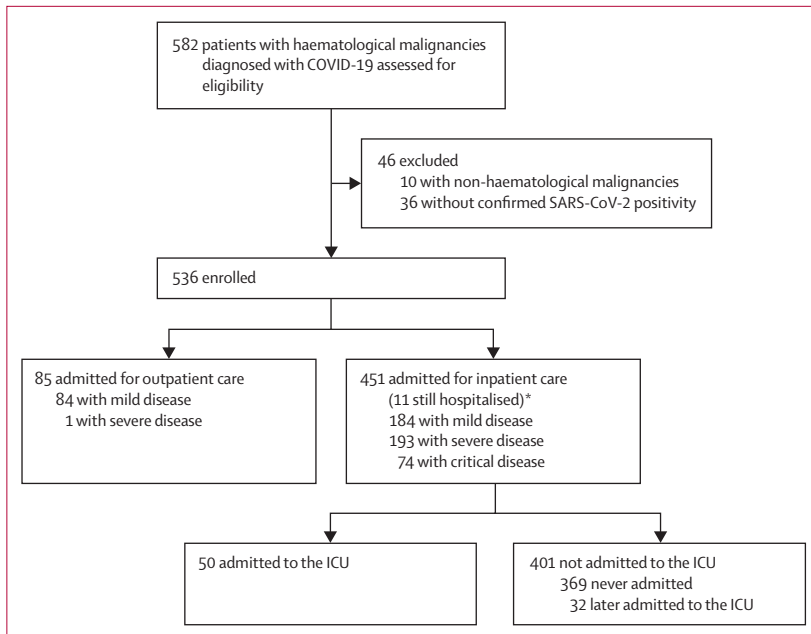 582 patients with haematological malignancies
diagnosed with COVID-19 assessed for
eligibility
46 excluded
10 with non-haematological malignancies
36 without confirmed SARS-CoV-2 positivity
536 enrolled
85 admitted for outpatient care
84 with mild disease
1 with severe disease
451 admitted for inpatient care
(11 still hospitalised)*
184 with mild disease
193 with severe disease
74 with critical disease
50 admitted to the ICU
401 not admitted to the ICU
369 never admitted
32 later admitted to the ICU